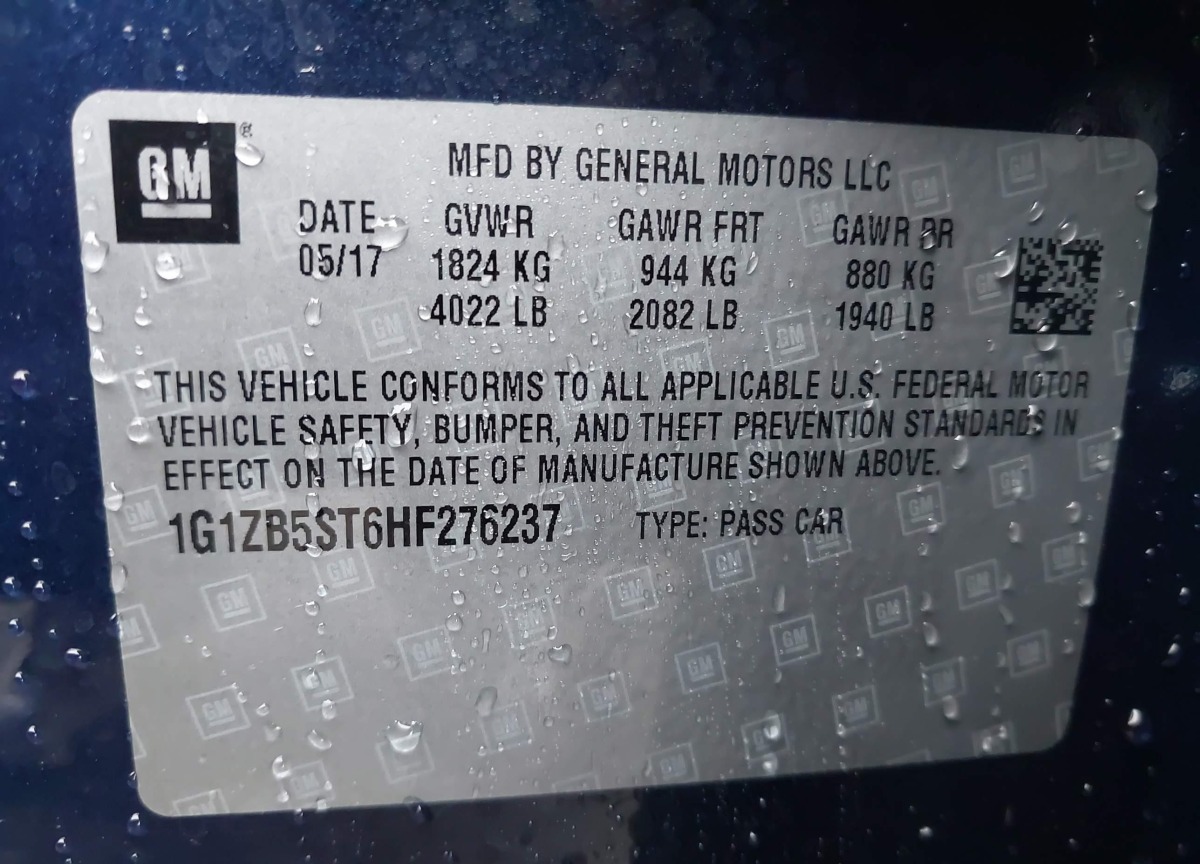 GM ®
MFD BY GENERAL MOTORS LLC
DATE GVWR GAWR FRT GAWR RR
05/17 1824 KG 944 KG 880 KG
4022 LB 2082 LB 1940 LB
THIS VEHICLE CONFORMS TO ALL APPLICABLE U.S. FEDERAL MOTOR
VEHICLE SAFETY, BUMPER, AND THEFT PREVENTION STANDARDS IN
EFFECT ON THE DATE OF MANUFACTURE SHOWN ABOVE.
1G1ZB5ST6HF276237 TYPE: PASS CAR